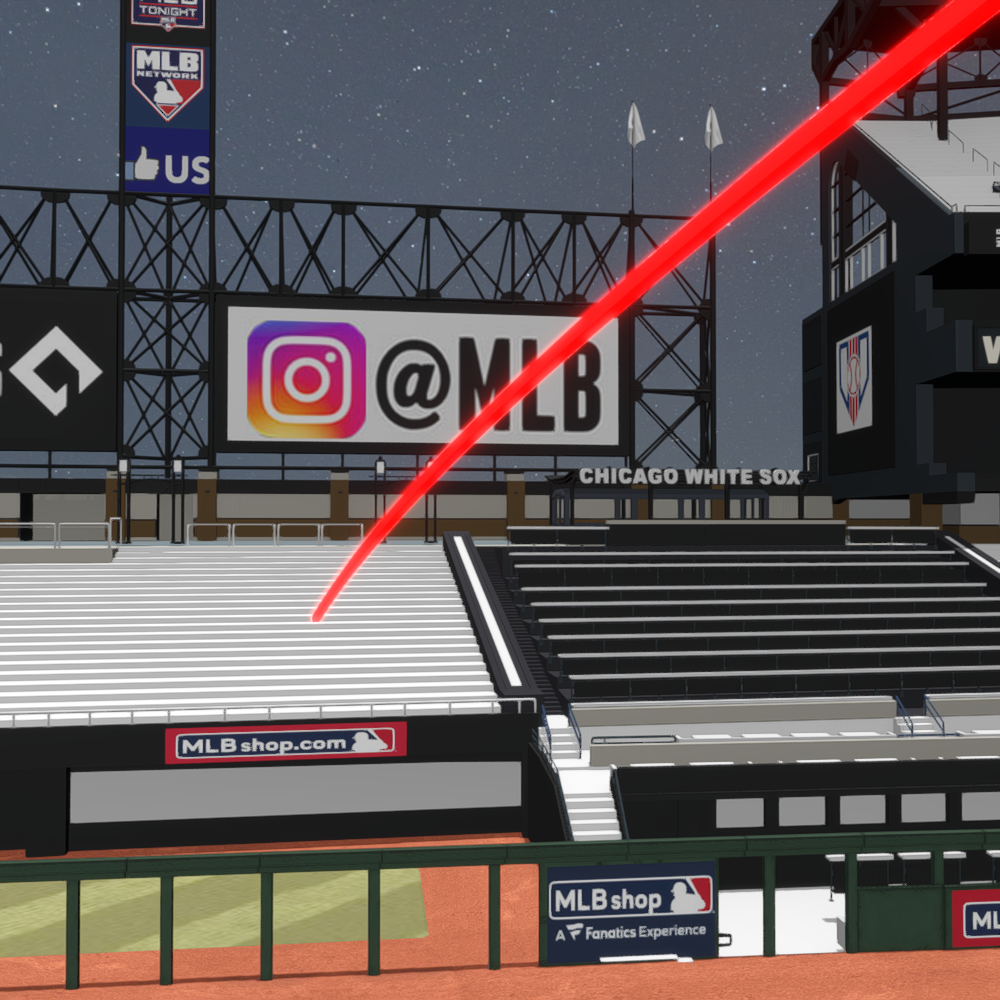 MLB
TONIGHT
MLB
NETWORK
US
@MLB
CHICAGO WHITE SOX
W
MLBshop.com
MLBshop
A Fanatics Experience
ML